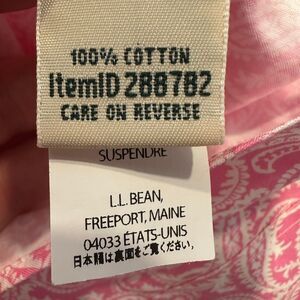 100% COTTON
ItemID 288782
CARE ON REVERSE
SUSPENDRE
L.L. BEAN,
FREEPORT, MAINE
04033 ÉTATS-UNIS
日本語は裏面をご覧ください。